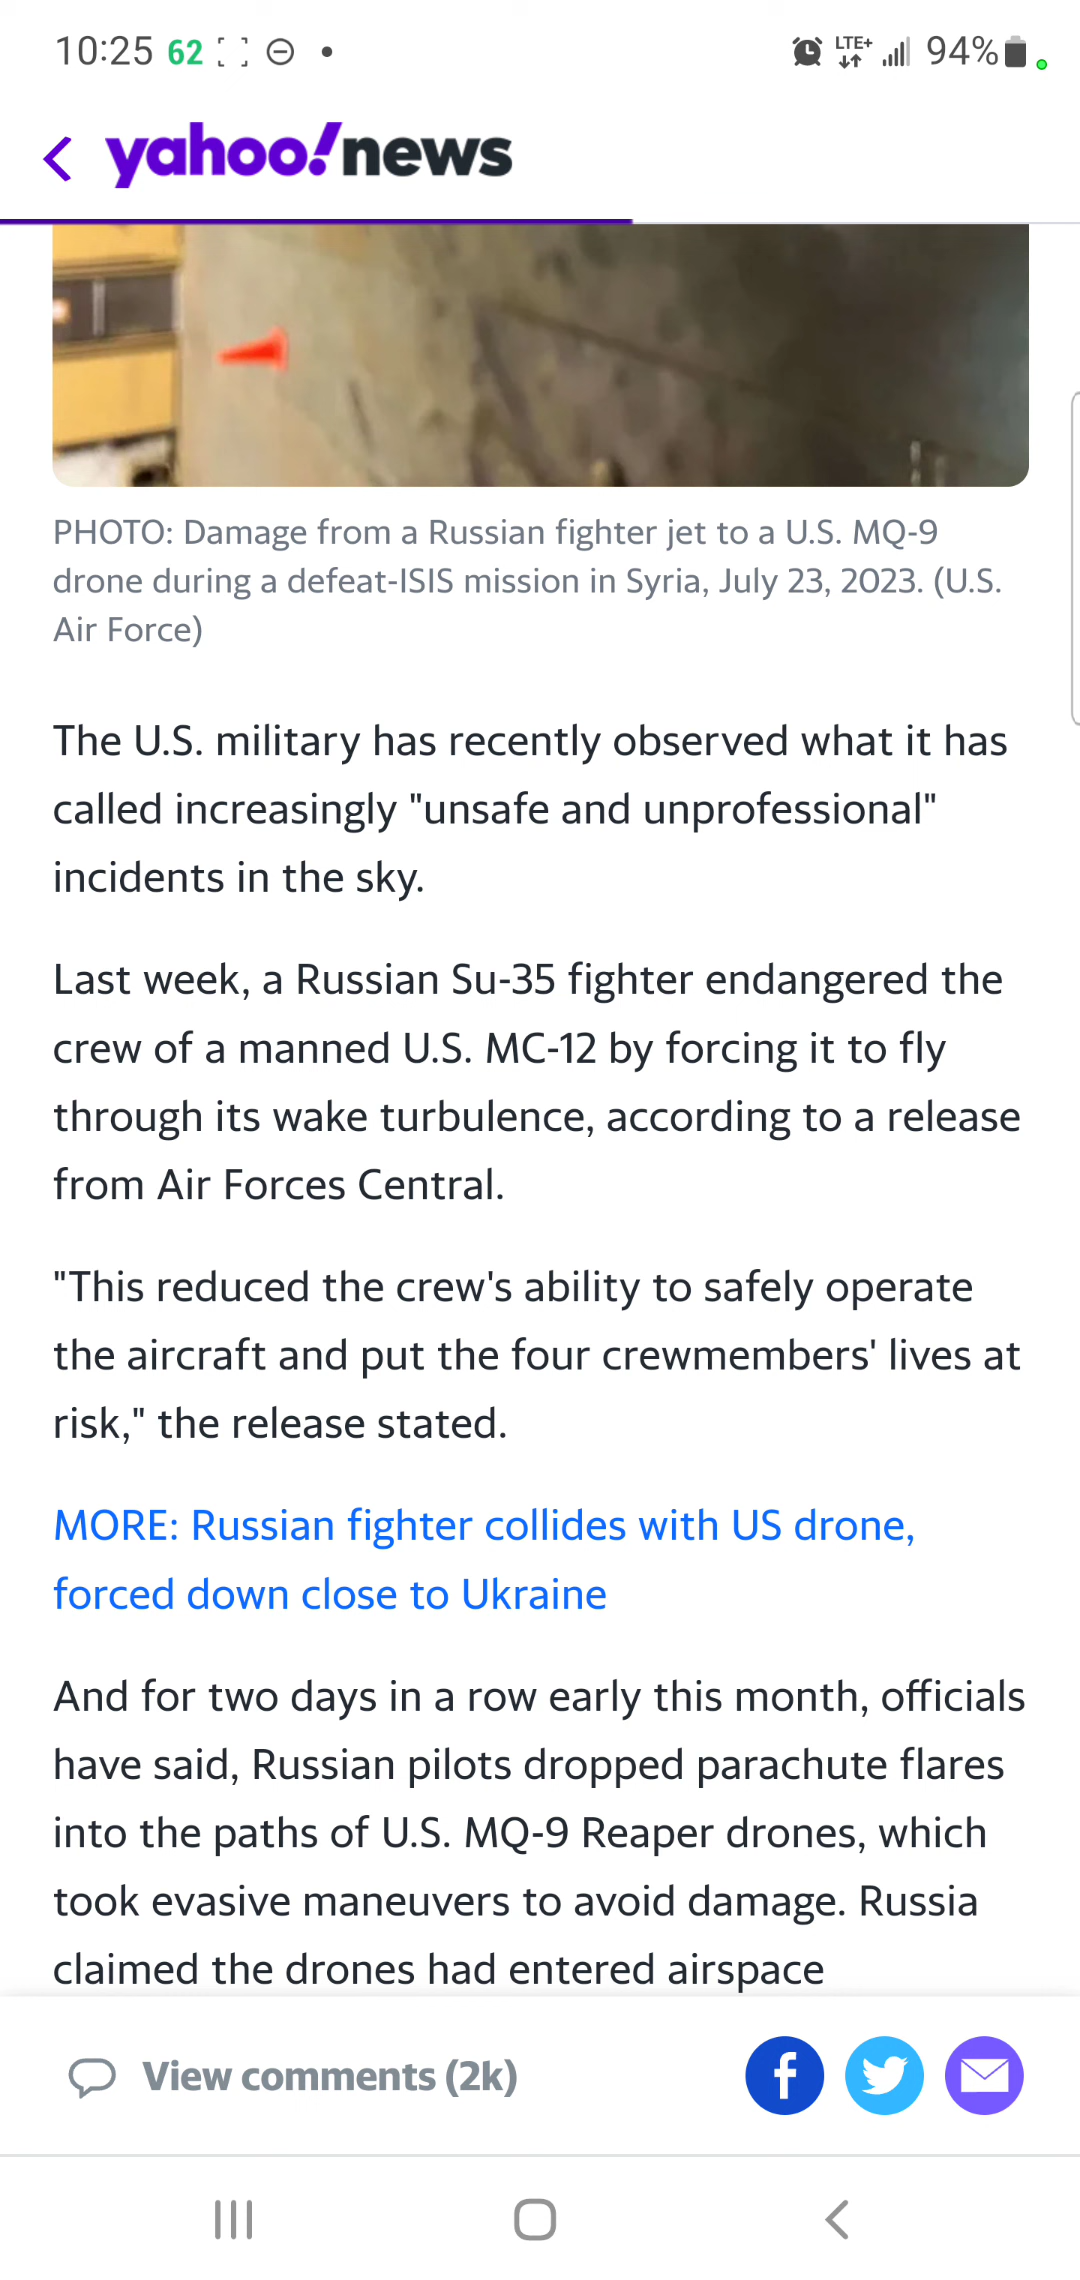 10:25 62 LTE+ 94%
yahoo!news
PHOTO: Damage from a Russian fighter jet to a U.S. MQ-9
drone during a defeat-ISIS mission in Syria, July 23, 2023. (U.S.
Air Force)
The U.S. military has recently observed what it has
called increasingly "unsafe and unprofessional"
incidents in the sky.
Last week, a Russian Su-35 fighter endangered the
crew of a manned U.S. MC-12 by forcing it to fly
through its wake turbulence, according to a release
from Air Forces Central.
"This reduced the crew's ability to safely operate
the aircraft and put the four crewmembers' lives at
risk," the release stated.
MORE: Russian fighter collides with US drone,
forced down close to Ukraine
And for two days in a row early this month, officials
have said, Russian pilots dropped parachute flares
into the paths of U.S. MQ-9 Reaper drones, which
took evasive maneuvers to avoid damage. Russia
claimed the drones had entered airspace
View comments (2k)